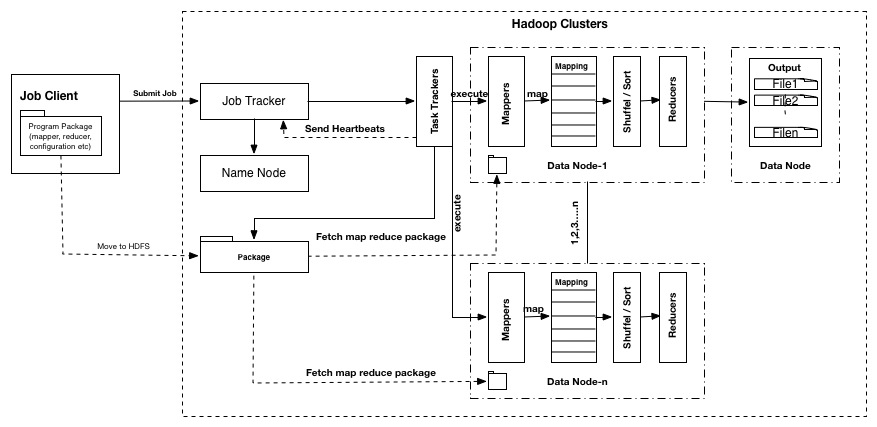 Hadoop Clusters
Job Client
Program Package
(mapper, reducer,
configuration etc)
Submit Job
Job Tracker
Send Heartbeats
Name Node
Move to HDFS
Package
Fetch map reduce package
Fetch map reduce package
Task Trackers
execute
execute
Mappers
map
Mapping
Shuffel / Sort
Reducers
Data Node-1
1,2,3.....n
Mappers
map
Mapping
Shuffel / Sort
Reducers
Data Node-n
Output
File1
File2
Filen
Data Node